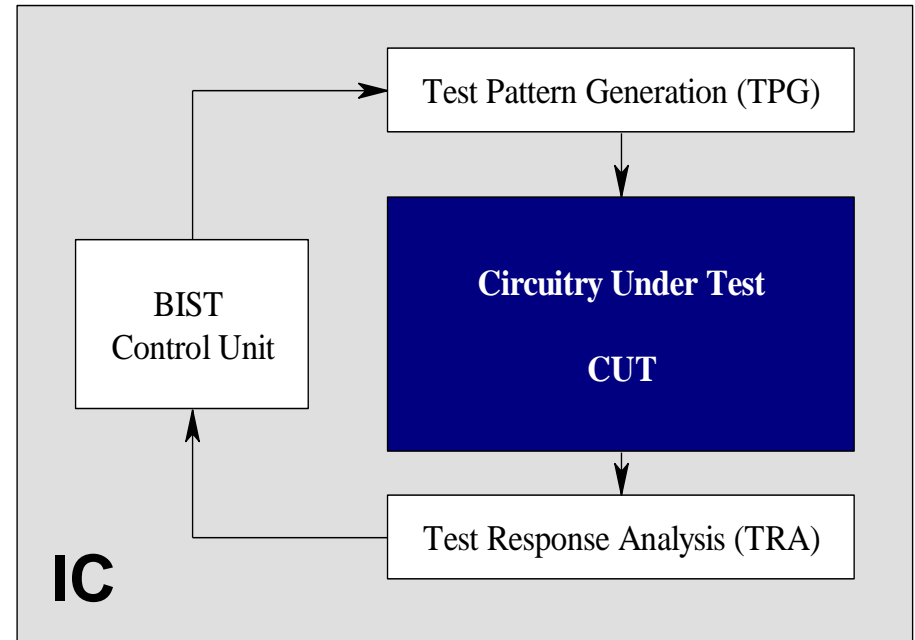 Test Pattern Generation (TPG)
Circuitry Under Test
CUT
BIST
Control Unit
Test Response Analysis (TRA)
IC